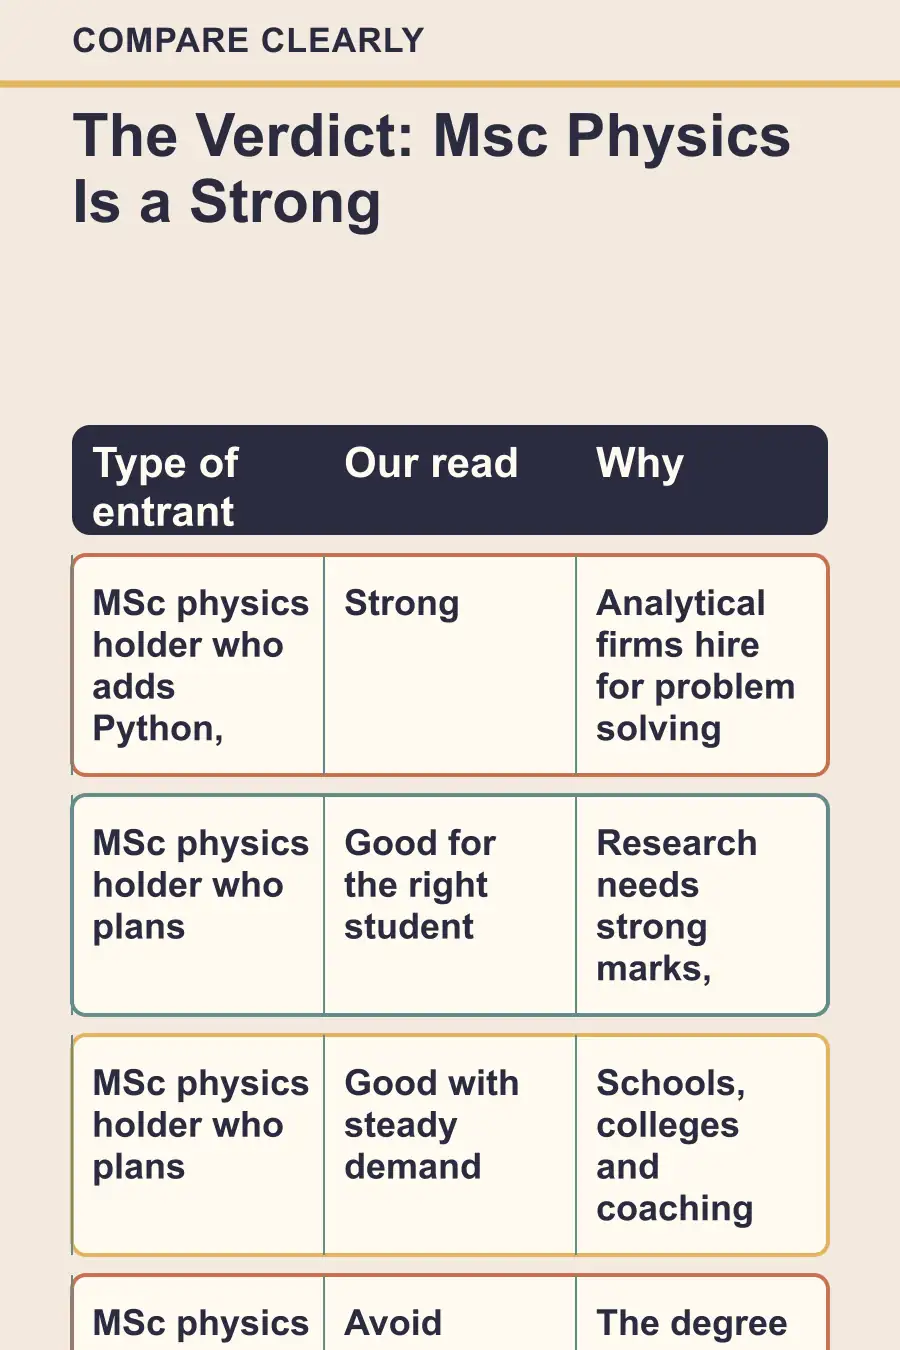 COMPARE CLEARLY
The Verdict: Msc Physics
Is a Strong
Type of
entrant
Our read
Why
MSc physics
holder who
adds
Python,
Strong
Analytical
firms hire
for problem
solving
MSc physics
holder who
plans
Good for
the right
student
Research
needs
strong
marks,
MSc physics
holder who
plans
Good with
steady
demand
Schools,
colleges
and
coaching
MSc physics
Avoid
The degree